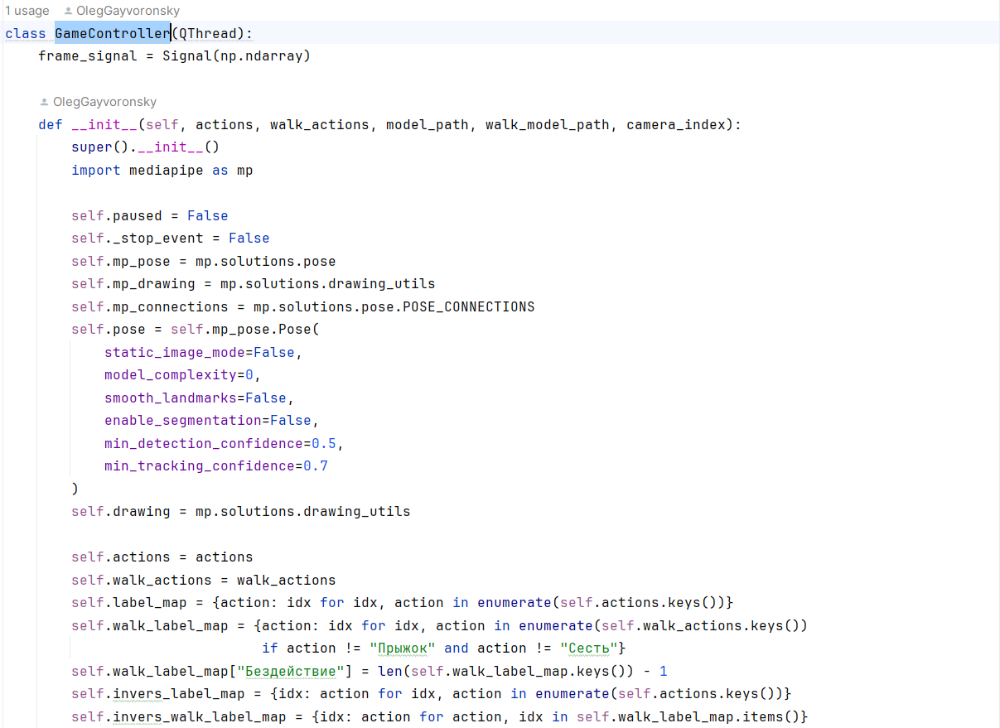 1 usage OlegGayvoronsky
class GameController(QThread):
    frame_signal = Signal(np.ndarray)
OlegGayvoronsky
    def __init__(self, actions, walk_actions, model_path, walk_model_path, camera_index):
        super().__init__()
        import mediapipe as mp
        self.paused = False
        self._stop_event = False
        self.mp_pose = mp.solutions.pose
        self.mp_drawing = mp.solutions.drawing_utils
        self.mp_connections = mp.solutions.pose.POSE_CONNECTIONS
        self.pose = self.mp_pose.Pose(
            static_image_mode=False,
            model_complexity=0,
            smooth_landmarks=False,
            enable_segmentation=False,
            min_detection_confidence=0.5,
            min_tracking_confidence=0.7
        )
        self.drawing = mp.solutions.drawing_utils
        self.actions = actions
        self.walk_actions = walk_actions
        self.label_map = {action: idx for idx, action in enumerate(self.actions.keys())}
        self.walk_label_map = {action: idx for idx, action in enumerate(self.walk_actions.keys())
                               if action != "Прыжок" and action != "Сесть"}
        self.walk_label_map["Бездействие"] = len(self.walk_label_map.keys()) - 1
        self.invers_label_map = {idx: action for idx, action in enumerate(self.actions.keys())}
        self.invers_walk_label_map = {idx: action for action, idx in self.walk_label_map.items()}